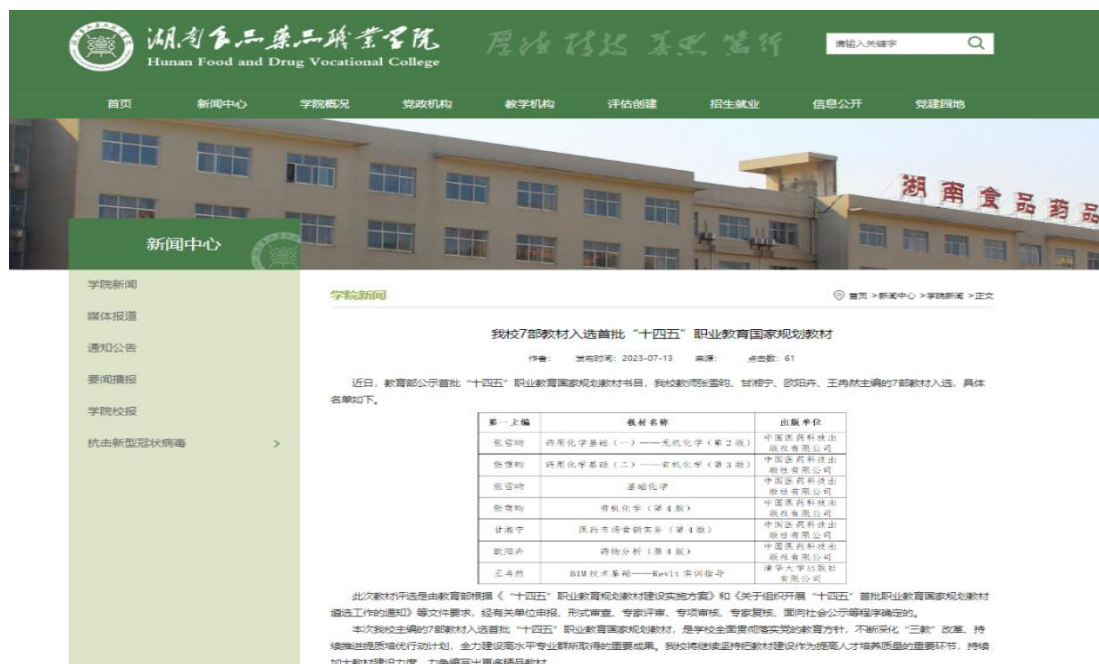 湖南食品药品职业学院
Hunan Food and Drug Vocational College
请输入关键字
首页 新闻中心 学院概况 党政机构 教学机构 评估创建 招生就业 信息公开 党建园地
湖南食品药品
新闻中心
学院新闻
媒体报道
通知公告
要闻播报
学院校报
抗击新型冠状病毒 >
学院新闻
首页 >新闻中心 >学院新闻 >正文
我校7部教材入选首批“十四五”职业教育国家规划教材
作者： 发布时间：2023-07-13 来源： 点击数：61
近日，教育部公示首批“十四五”职业教育国家规划教材书目，我校教师张雪昀、甘湘宁、欧阳卉、王冉然主编的7部教材入选，具体
名单如下。
第一主编 教材名称 出版单位
张雪昀 药用化学基础（一）——无机化学（第2版） 中国医药科技出
版社有限公司
张雪昀 药用化学基础（二）——有机化学（第3版） 中国医药科技出
版社有限公司
张雪昀 基础化学 中国医药科技出
版社有限公司
张雪昀 有机化学（第4版） 中国医药科技出
版社有限公司
甘湘宁 医药市场营销实务（第4版） 中国医药科技出
版社有限公司
欧阳卉 药物分析（第4版） 中国医药科技出
版社有限公司
王冉然 BIM技术基础——Revit实训指导 清华大学出版社
有限公司
此次教材评选是由教育部根据《“十四五”职业教育规划教材建设实施方案》和《关于组织开展“十四五”首批职业教育国家规划教材
遴选工作的通知》等文件要求，经有关单位申报、形式审查、专家评审、专项审核、专家复核、面向社会公示等程序确定的。
本次我校主编的7部教材入选首批“十四五”职业教育国家规划教材，是学校全面贯彻落实党的教育方针，不断深化“三教”改革、持
续推进提质培优行动计划，全力建设高水平专业群所取得的重要成果。我校将继续坚持把教材建设作为提高人才培养质量的重要环节，持续
加大教材建设力度，力争编写出更多精品教材